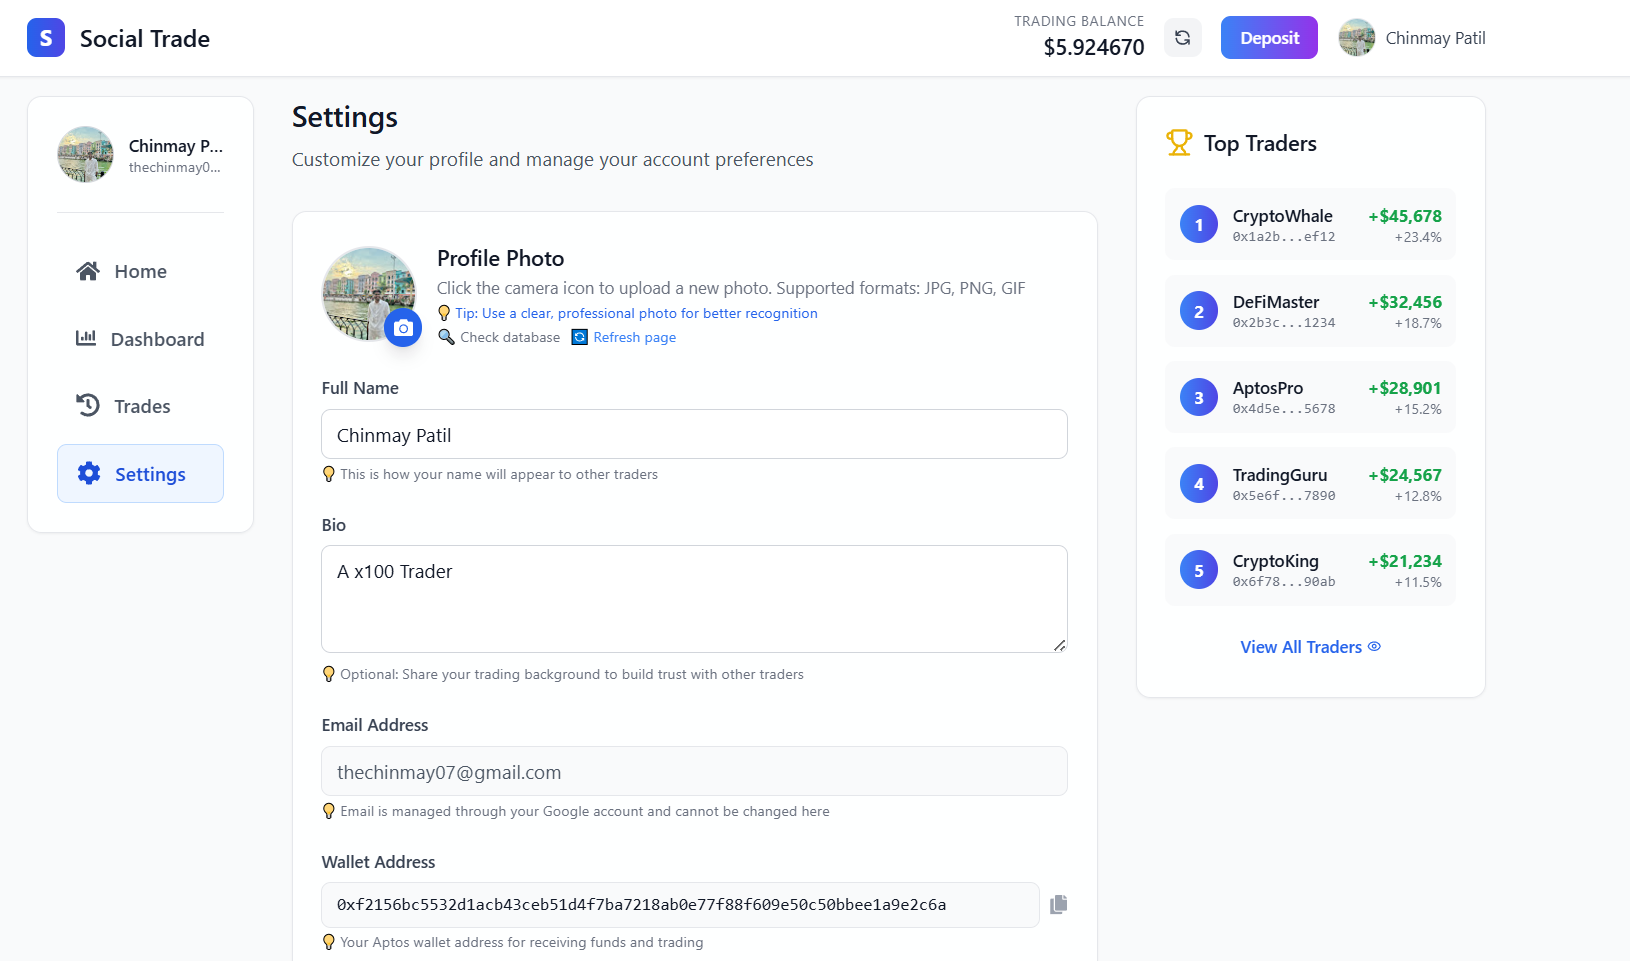 S Social Trade
TRADING BALANCE
$5.924670
Deposit
Chinmay Patil
Chinmay P...
thechinmay0...
Home
Dashboard
Trades
Settings
Settings
Customize your profile and manage your account preferences
Profile Photo
Click the camera icon to upload a new photo. Supported formats: JPG, PNG, GIF
Tip: Use a clear, professional photo for better recognition
Check database Refresh page
Full Name
Chinmay Patil
This is how your name will appear to other traders
Bio
A x100 Trader
Optional: Share your trading background to build trust with other traders
Email Address
thechinmay07@gmail.com
Email is managed through your Google account and cannot be changed here
Wallet Address
0xf2156bc5532d1acb43ceb51d4f7ba7218ab0e77f88f609e50c50bbee1a9e2c6a
Your Aptos wallet address for receiving funds and trading
Top Traders
1 CryptoWhale +$45,678
0x1a2b...ef12 +23.4%
2 DeFiMaster +$32,456
0x2b3c...1234 +18.7%
3 AptosPro +$28,901
0x4d5e...5678 +15.2%
4 TradingGuru +$24,567
0x5e6f...7890 +12.8%
5 CryptoKing +$21,234
0x6f78...90ab +11.5%
View All Traders